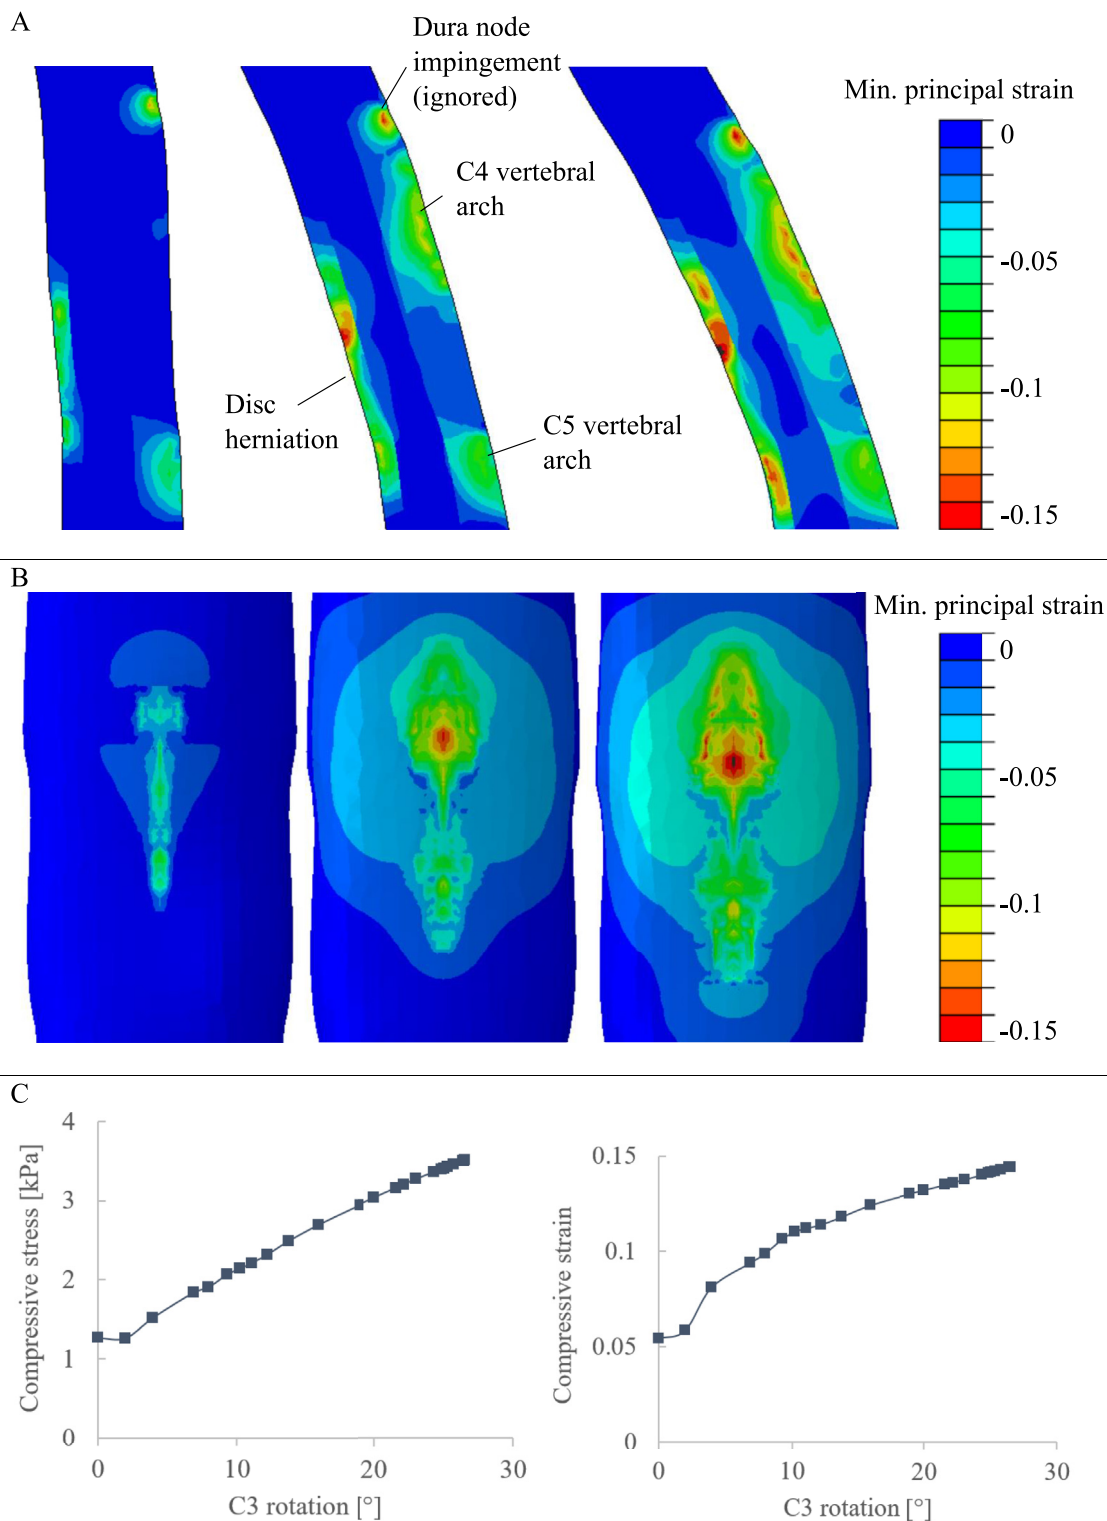 A
Dura node
impingement
(ignored)
Min. principal strain
0
C4 vertebral
arch
-0.05
-0.1
Disc
herniation
C5 vertebral
arch
-0.15
B
Min. principal strain
0
-0.05
-0.1
-0.15
C
Compressive stress [kPa]
4
3
2
1
0
0 10 20 30
C3 rotation [°]
Compressive strain
0.15
0.1
0.05
0
0 10 20 30
C3 rotation [°]